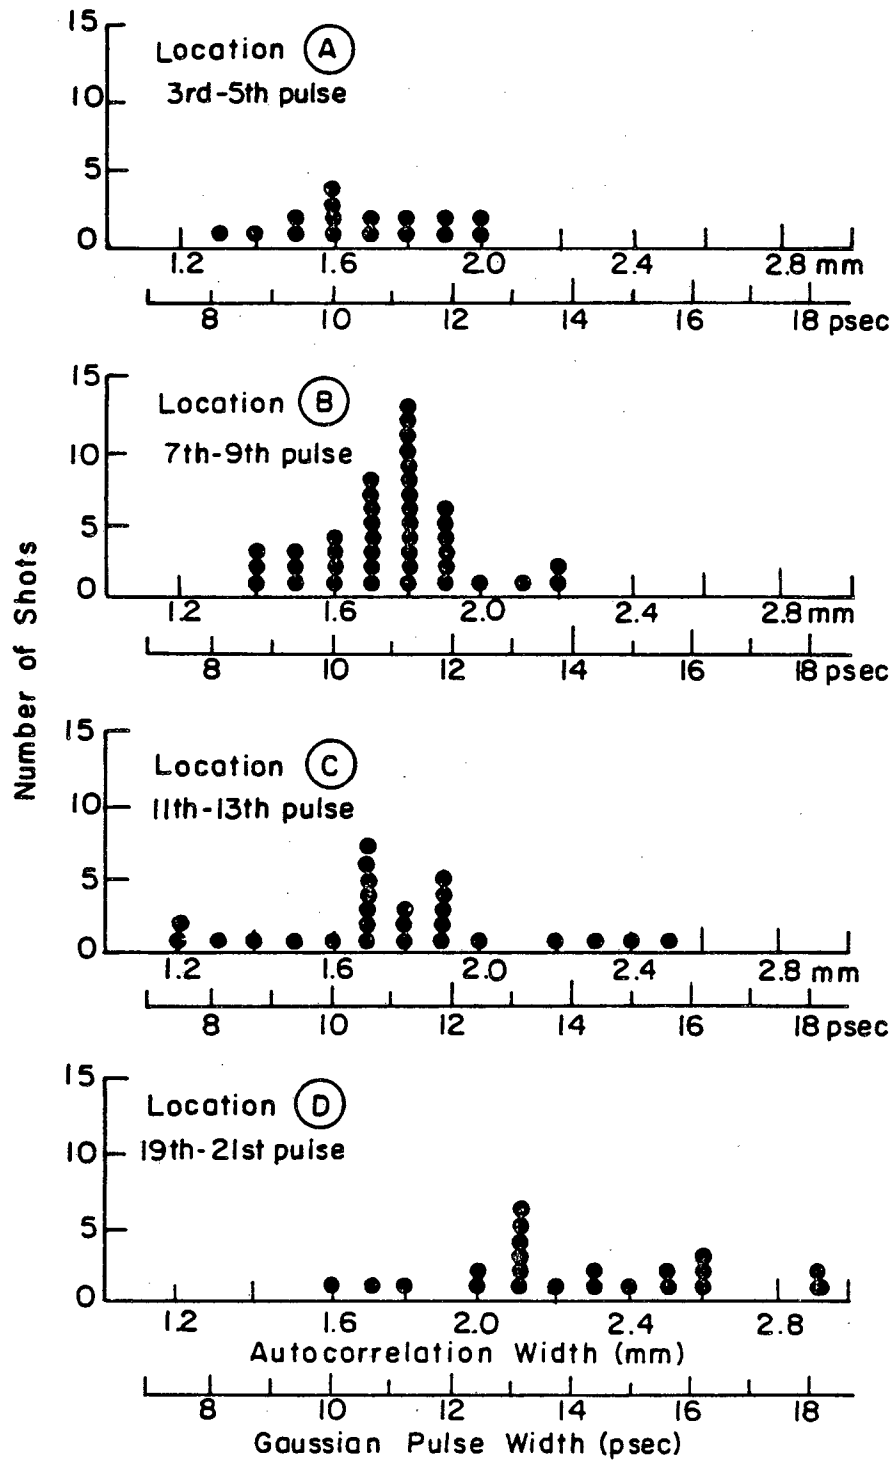 Number of Shots
15
Location A
3rd-5th pulse
10
5
0
1.2 1.6 2.0 2.4 2.8 mm
8 10 12 14 16 18 psec
15
Location B
7th-9th pulse
10
5
0
1.2 1.6 2.0 2.4 2.8 mm
8 10 12 14 16 18 psec
15
Location C
11th-13th pulse
10
5
0
1.2 1.6 2.0 2.4 2.8 mm
8 10 12 14 16 18 psec
15
Location D
19th-21st pulse
10
5
0
1.2 1.6 2.0 2.4 2.8
Autocorrelation Width (mm)
8 10 12 14 16 18
Gaussian Pulse Width (psec)